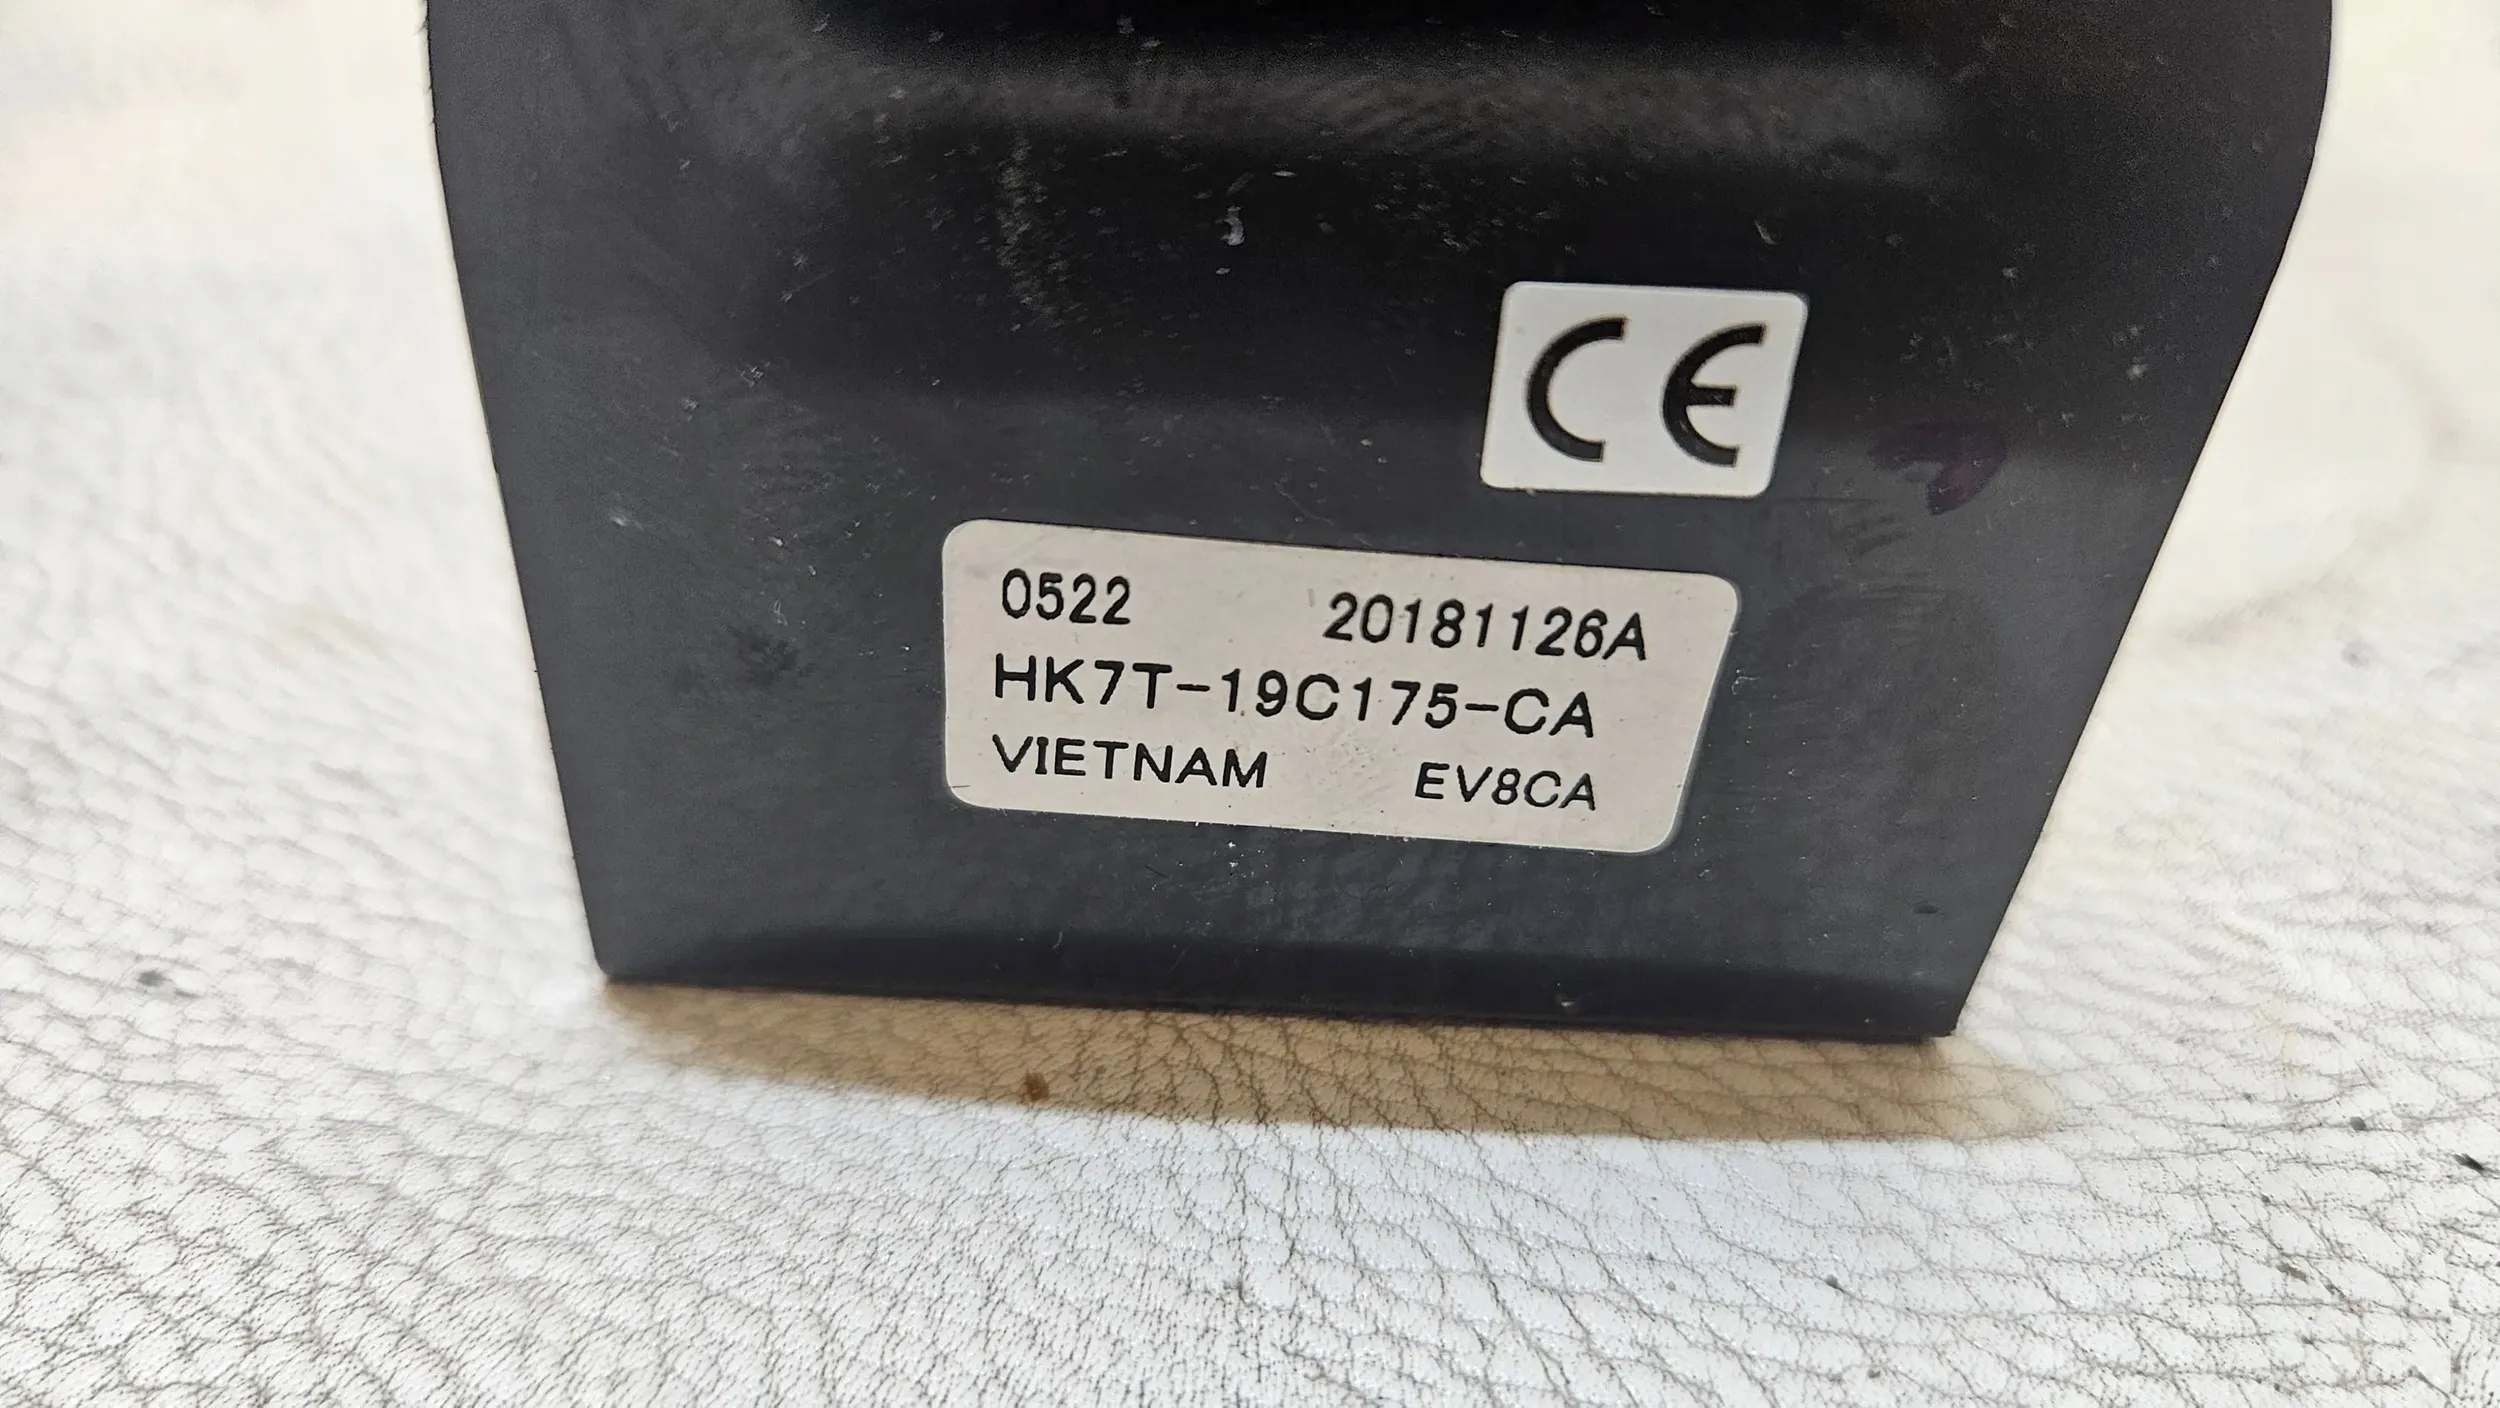 CE
0522 20181126A
HK7T-19C175-CA
VIETNAM EV8CA